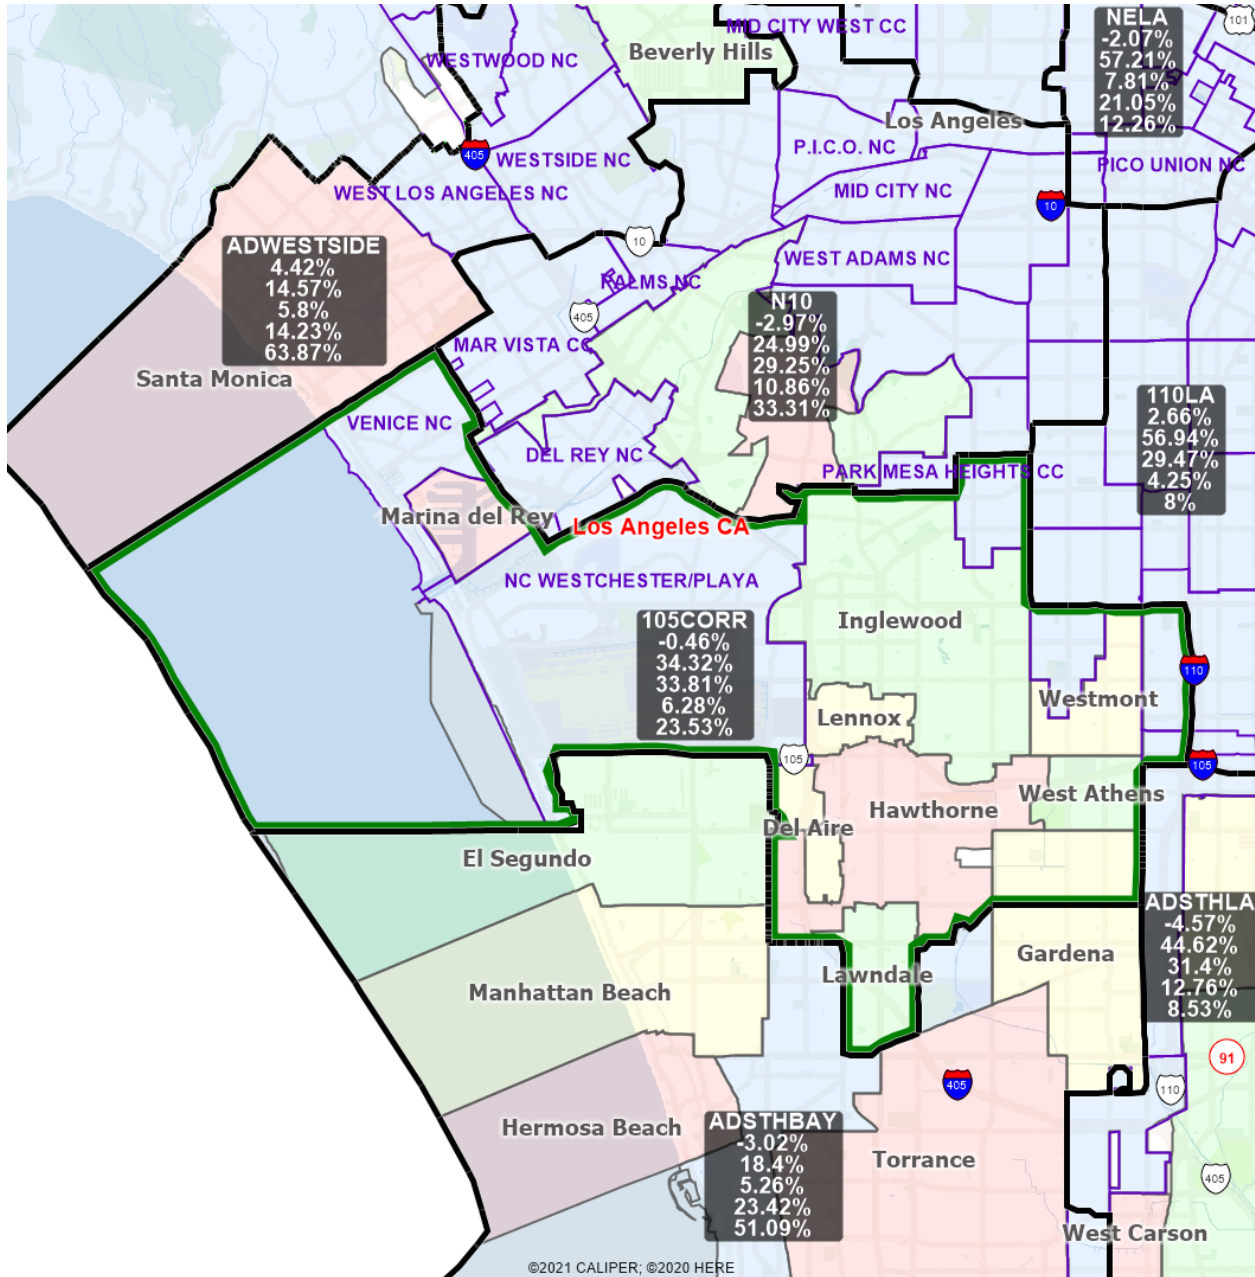 MID CITY WEST CC
NELA
-2.07%
57.21%
7.81%
21.05%
12.26%
101
WESTWOOD NC
Beverly Hills
Los Angeles
405
WESTSIDE NC
P.I.C.O. NC
PICO UNION NC
WEST LOS ANGELES NC
MID CITY NC
10
ADWESTSIDE
4.42%
14.57%
5.8%
14.23%
63.87%
10
WEST ADAMS NC
PALMS NC
N10
-2.97%
24.99%
29.25%
10.86%
33.31%
405
MAR VISTA CC
Santa Monica
VENICE NC
110LA
2.66%
56.94%
29.47%
4.25%
8%
DEL REY NC
PARK MESA HEIGHTS CC
Marina del Rey
Los Angeles CA
NC WESTCHESTER/PLAYA
105CORR
-0.46%
34.32%
33.81%
6.28%
23.53%
Inglewood
110
Westmont
Lennox
105
105
West Athens
Hawthorne
Del Aire
El Segundo
ADSTHLA
-4.57%
44.62%
31.4%
12.76%
8.53%
Gardena
Lawndale
Manhattan Beach
91
405
110
Hermosa Beach
ADSTHBAY
-3.02%
18.4%
5.26%
23.42%
51.09%
Torrance
405
West Carson
©2021 CALIPER; ©2020 HERE